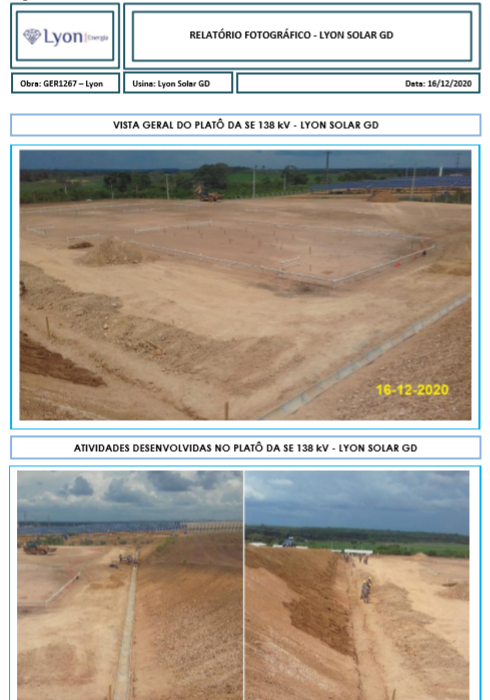 Lyon Energia
RELATÓRIO FOTOGRÁFICO - LYON SOLAR GD
Obra: GER1267 – Lyon
Usina: Lyon Solar GD
Data: 16/12/2020
VISTA GERAL DO PLATÔ DA SE 138 kV - LYON SOLAR GD
16-12-2020
ATIVIDADES DESENVOLVIDAS NO PLATÔ DA SE 138 kV - LYON SOLAR GD